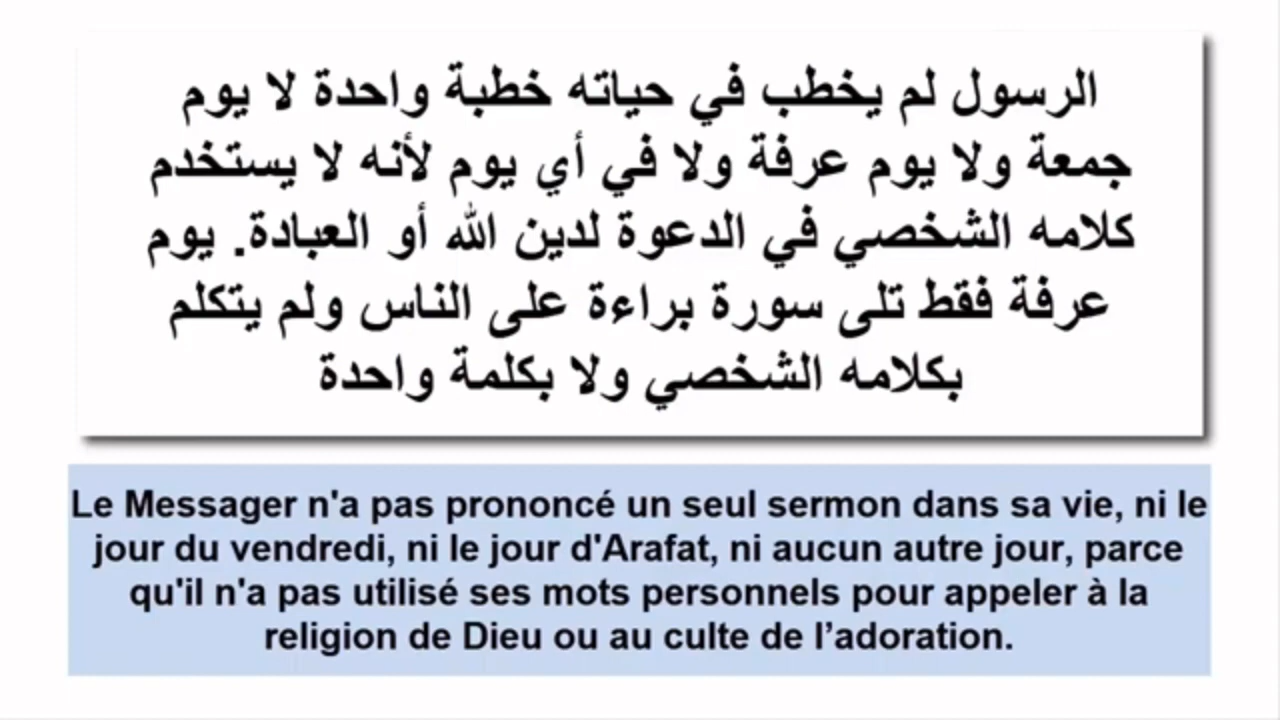 الرسول لم يخطب في حياته خطبة واحدة لا يوم
جمعة ولا يوم عرفة ولا في أي يوم لأنه لا يستخدم
كلامه الشخصي في الدعوة لدين الله أو العبادة. يوم
عرفة فقط تلى سورة براءة على الناس ولم يتكلم
بكلامه الشخصي ولا بكلمة واحدة
Le Messager n'a pas prononcé un seul sermon dans sa vie, ni le
jour du vendredi, ni le jour d'Arafat, ni aucun autre jour, parce
qu'il n'a pas utilisé ses mots personnels pour appeler à la
religion de Dieu ou au culte de l’adoration.